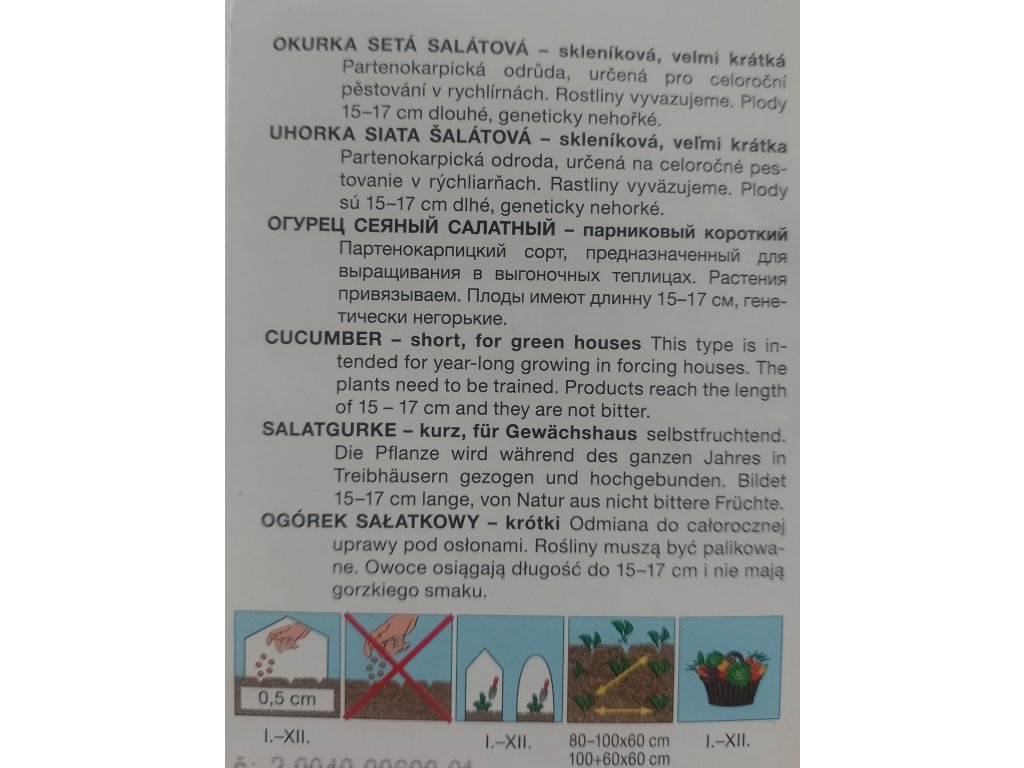 OKURKA SETÁ SALÁTOVÁ – skleníková, velmi krátká
Partenokarpická odrůda, určená pro celoroční
pěstování v rychlírnách. Rostliny vyvazujeme. Plody
15–17 cm dlouhé, geneticky nehořké.
UHORKA SIATA ŠALÁTOVÁ – skleníková, veľmi krátka
Partenokarpická odroda, určená na celoročné pes-
tovanie v rýchliarňach. Rastliny vyväzujeme. Plody
sú 15–17 cm dlhé, geneticky nehorké.
ОГУРЕЦ СЕЯНЫЙ САЛАТНЫЙ – парниковый короткий
Партенокарпицкий сорт, предназначенный для
выращивания в выгоночных теплицах. Растения
привязываем. Плоды имеют длинну 15–17 см, гене-
тически негорькие.
CUCUMBER – short, for green houses This type is in-
tended for year-long growing in forcing houses. The
plants need to be trained. Products reach the length
of 15 – 17 cm and they are not bitter.
SALATGURKE – kurz, für Gewächshaus selbstfruchtend.
Die Pflanze wird während des ganzen Jahres in
Treibhäusern gezogen und hochgebunden. Bildet
15–17 cm lange, von Natur aus nicht bittere Früchte.
OGÓREK SAŁATKOWY – krótki Odmiana do całorocznej
uprawy pod osłonami. Rośliny muszą być palikowa-
ne. Owoce osiągają długość do 15–17 cm i nie mają
gorzkiego smaku.
0,5 cm
I.–XII. I.–XII. 80–100x60 cm I.–XII.
100+60x60 cm